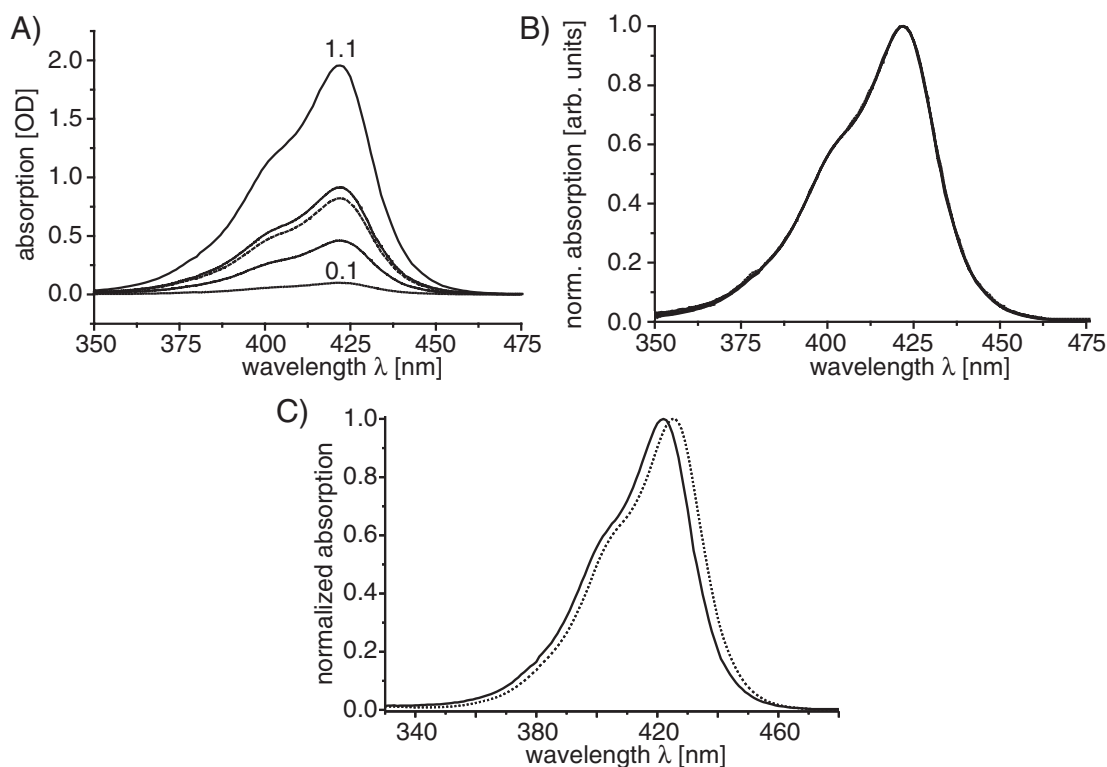 A)
absorption [OD]
2.0
1.5
1.0
0.5
0.0
1.1
0.1
350 375 400 425 450 475
wavelength λ [nm]
B)
norm. absorption [arb. units]
1.0
0.8
0.6
0.4
0.2
0.0
350 375 400 425 450 475
wavelength λ [nm]
C)
normalized absorption
1.0
0.8
0.6
0.4
0.2
0.0
340 380 420 460
wavelength λ [nm]